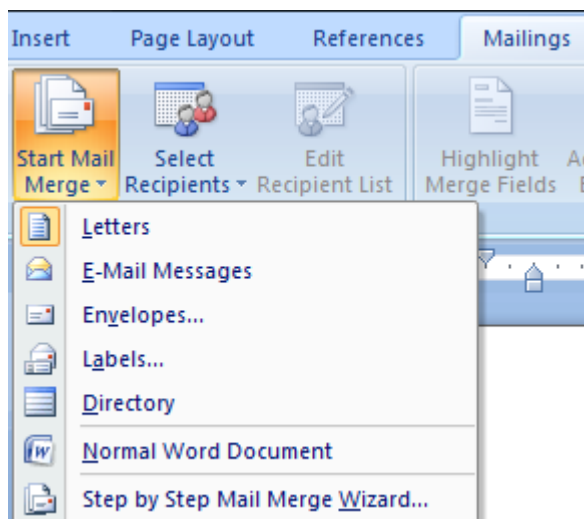 Insert Page Layout References Mailings
Start Mail Merge
Select Recipients
Edit Recipient List
Highlight Merge Fields
Letters
E-Mail Messages
Envelopes...
Labels...
Directory
Normal Word Document
Step by Step Mail Merge Wizard...